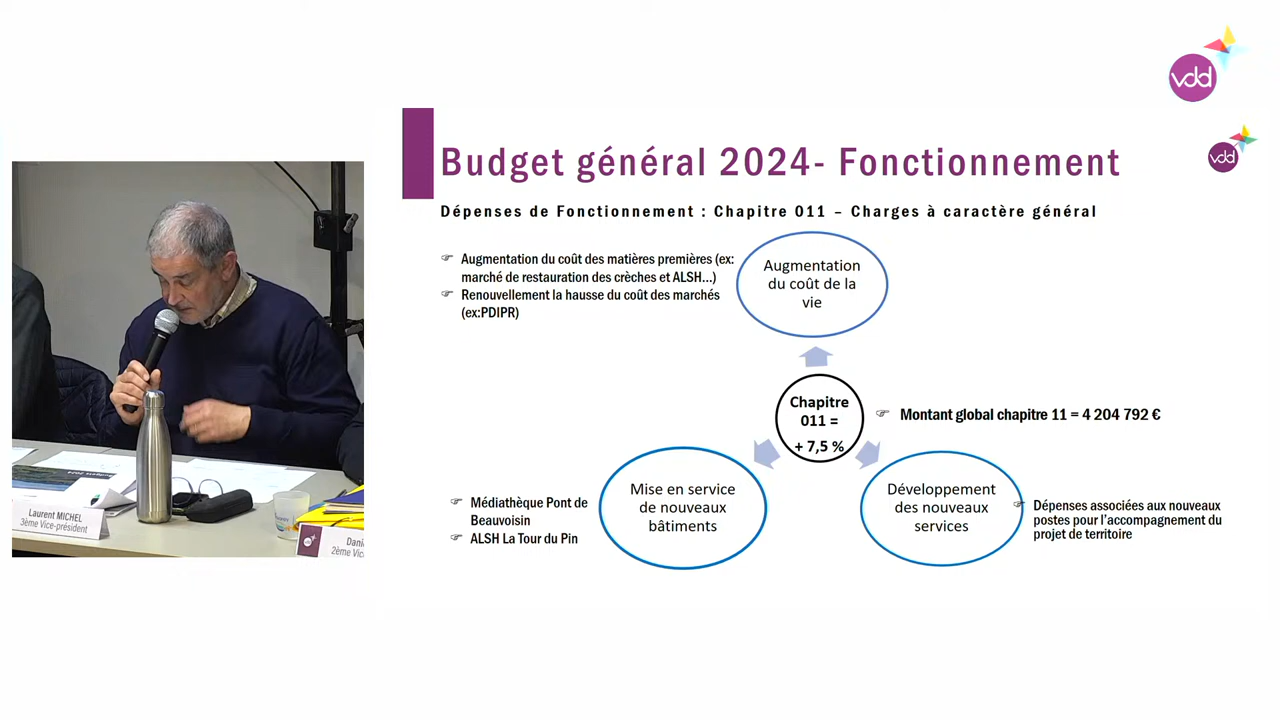 vdd
vdd
Budget général 2024- Fonctionnement
Dépenses de Fonctionnement : Chapitre 011 – Charges à caractère général
☞ Augmentation du coût des matières premières (ex:
marché de restauration des crèches et ALSH...)
☞ Renouvellement la hausse du coût des marchés
(ex:PDIPR)
Augmentation
du coût de la
vie
Chapitre
011 =
+ 7,5 %
☞ Montant global chapitre 11 = 4 204 792 €
☞ Médiathèque Pont de
Beauvoisin
☞ ALSH La Tour du Pin
Mise en service
de nouveaux
bâtiments
Développement
des nouveaux
services
☞ Dépenses associées aux nouveaux
postes pour l'accompagnement du
projet de territoire
Laurent MICHEL
3ème Vice-président
2ème